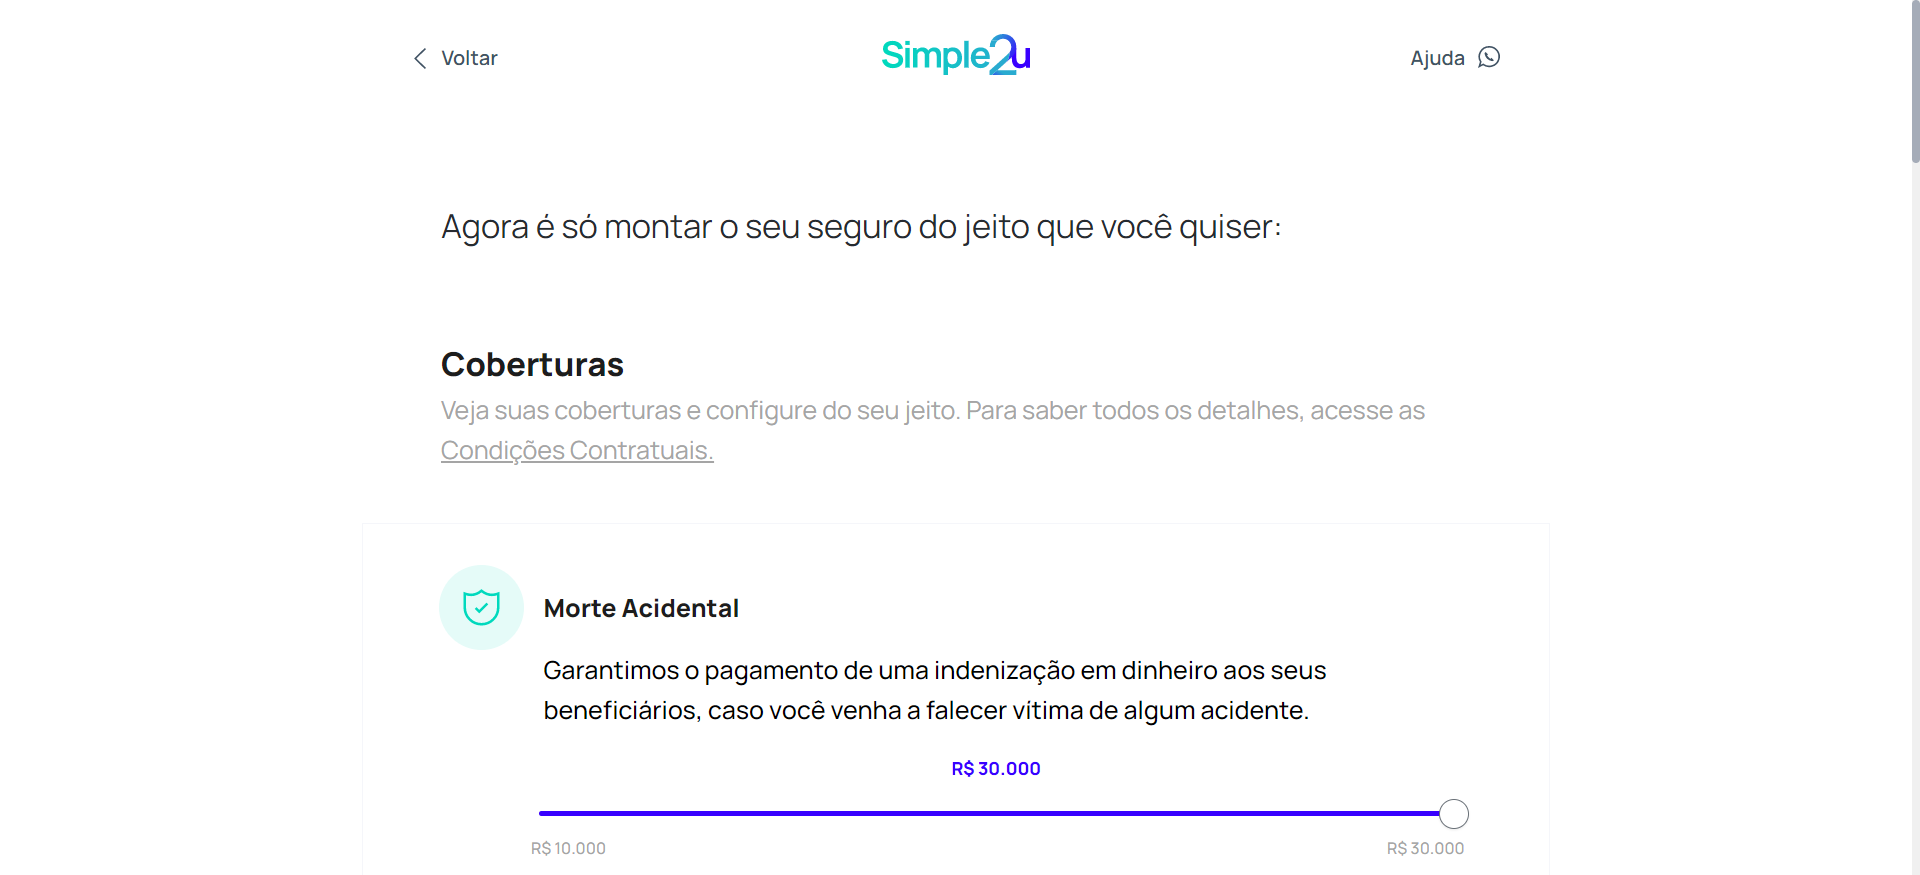 Voltar
Simple2u
Ajuda
Agora é só montar o seu seguro do jeito que você quiser:
Coberturas
Veja suas coberturas e configure do seu jeito. Para saber todos os detalhes, acesse as
Condições Contratuais.
Morte Acidental
Garantimos o pagamento de uma indenização em dinheiro aos seus
beneficiários, caso você venha a falecer vítima de algum acidente.
R$ 30.000
R$ 10.000
R$ 30.000